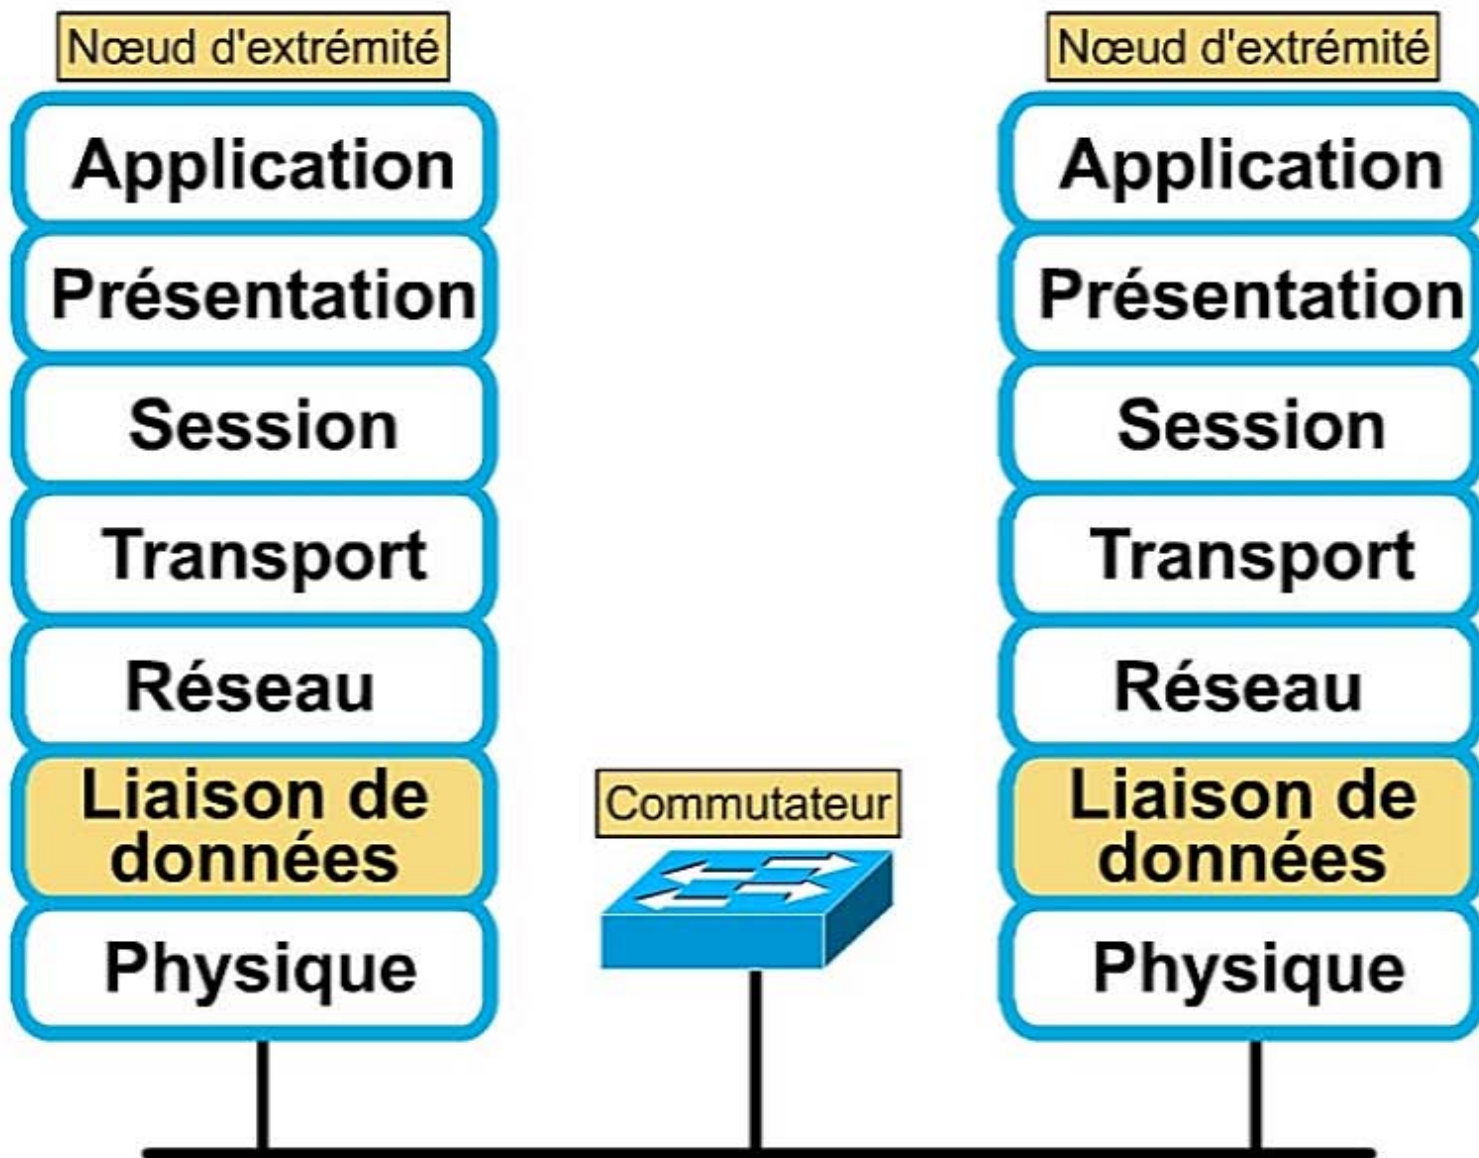 Nœud d'extrémité
Application
Présentation
Session
Transport
Réseau
Liaison de
données
Physique
Commutateur
Nœud d'extrémité
Application
Présentation
Session
Transport
Réseau
Liaison de
données
Physique